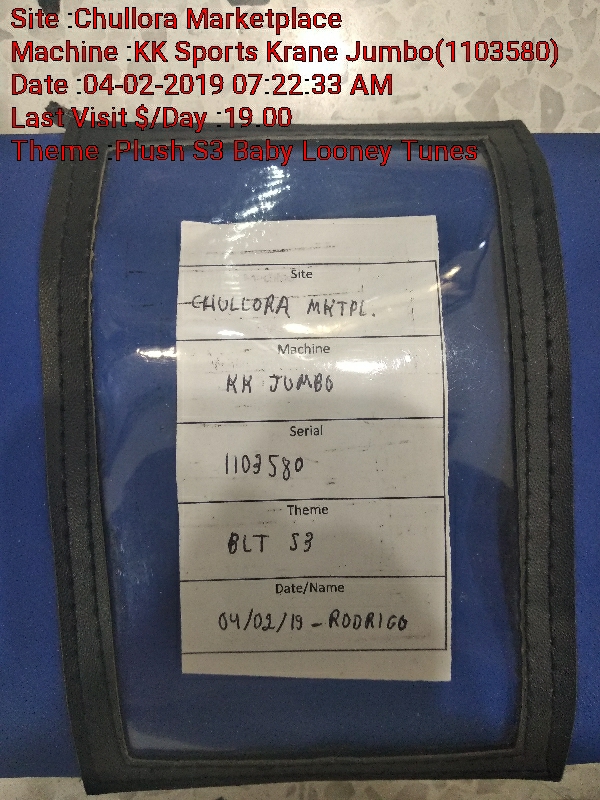 Site :Chullora Marketplace
Machine :KK Sports Krane Jumbo(1103580)
Date :04-02-2019 07:22:33 AM
Last Visit $/Day :19.00
Theme :Plush S3 Baby Looney Tunes
Site
CHULLORA MKTPL.
Machine
KK JUMBO
Serial
1103580
Theme
BLT S3
Date/Name
04/02/19 - RODRIGO